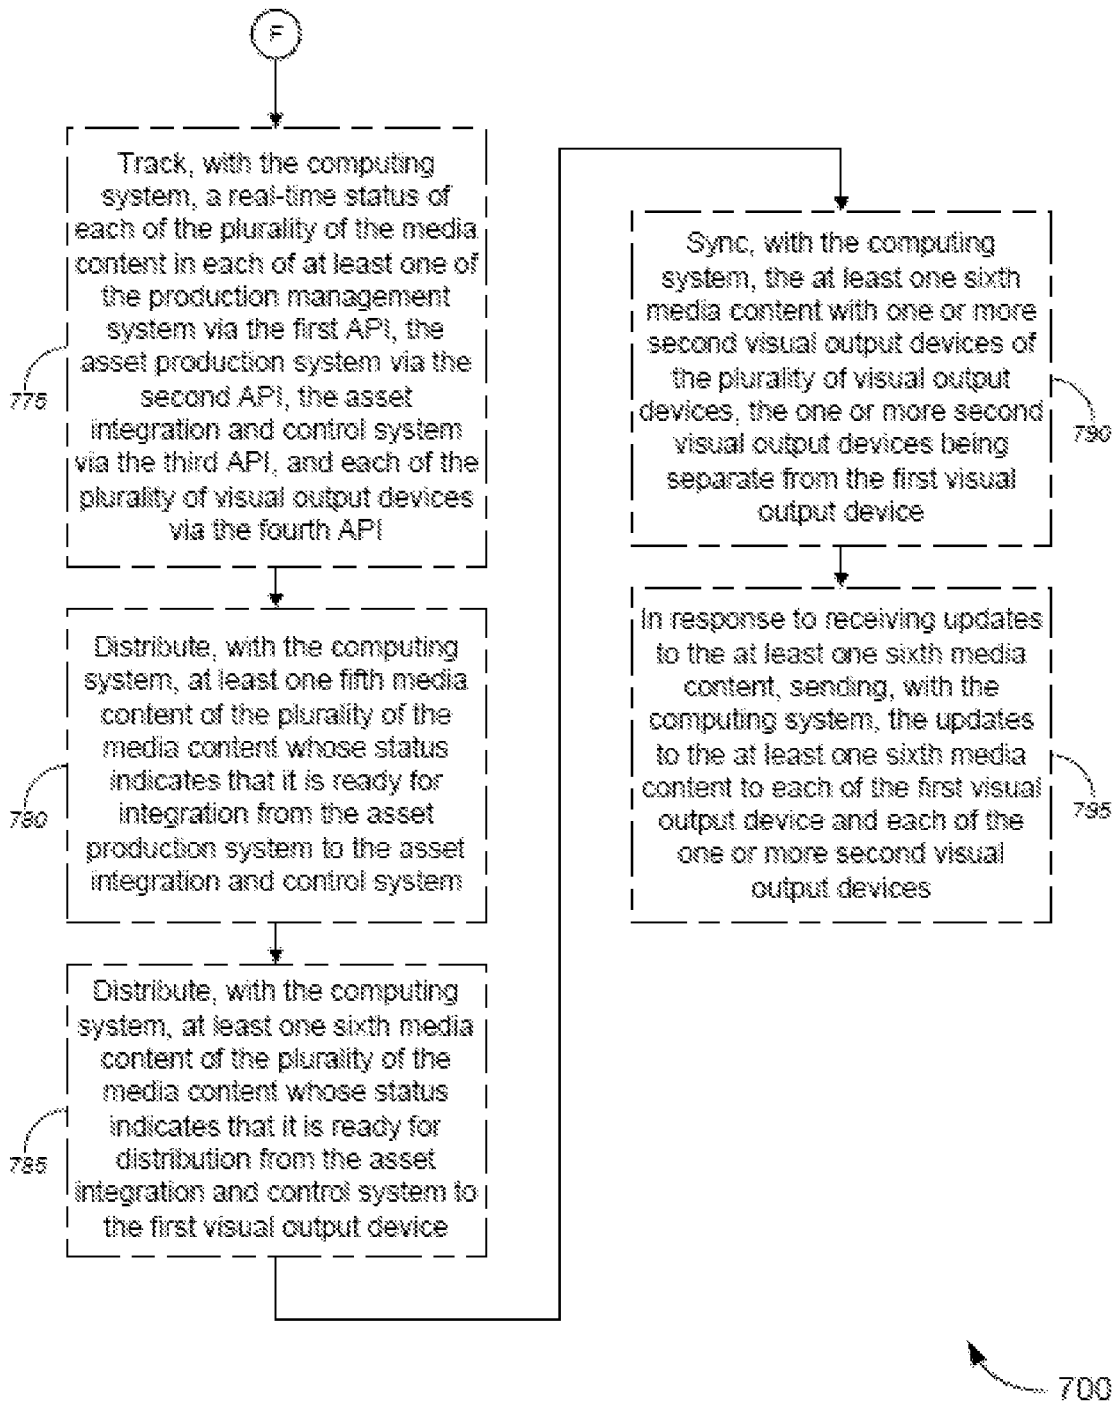 F
Track, with the computing
system, a real-time status of
each of the plurality of the media
content in each of at least one of
the production management
system via the first API, the
asset production system via the
second API, the asset
integration and control system
via the third API, and each of the
plurality of visual output devices
via the fourth API
775
Distribute, with the computing
system, at least one fifth media
content of the plurality of the
media content whose status
indicates that it is ready for
integration from the asset
production system to the asset
integration and control system
780
Distribute, with the computing
system, at least one sixth media
content of the plurality of the
media content whose status
indicates that it is ready for
distribution from the asset
integration and control system to
the first visual output device
785
Sync, with the computing
system, the at least one sixth
media content with one or more
second visual output devices of
the plurality of visual output
devices, the one or more second
visual output devices being
separate from the first visual
output device
790
In response to receiving updates
to the at least one sixth media
content, sending, with the
computing system, the updates
to the at least one sixth media
content to each of the first visual
output device and each of the
one or more second visual
output devices
795
700